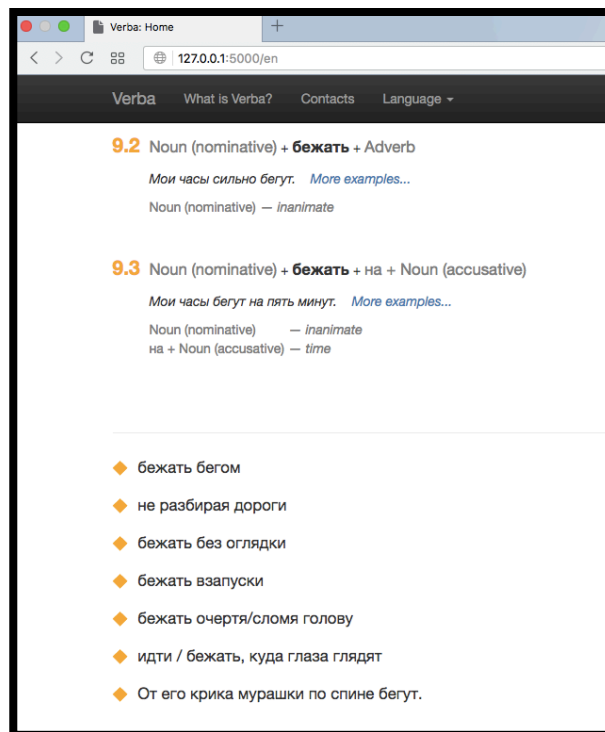 Verba: Home
127.0.0.1:5000/en
Verba What is Verba? Contacts Language
9.2 Noun (nominative) + бежать + Adverb
Мои часы сильно бегут. More examples...
Noun (nominative) — inanimate
9.3 Noun (nominative) + бежать + на + Noun (accusative)
Мои часы бегут на пять минут. More examples...
Noun (nominative) — inanimate
на + Noun (accusative) — time
бежать бегом
не разбирая дороги
бежать без оглядки
бежать взапуски
бежать очертя/сломя голову
идти / бежать, куда глаза глядят
От его крика мурашки по спине бегут.